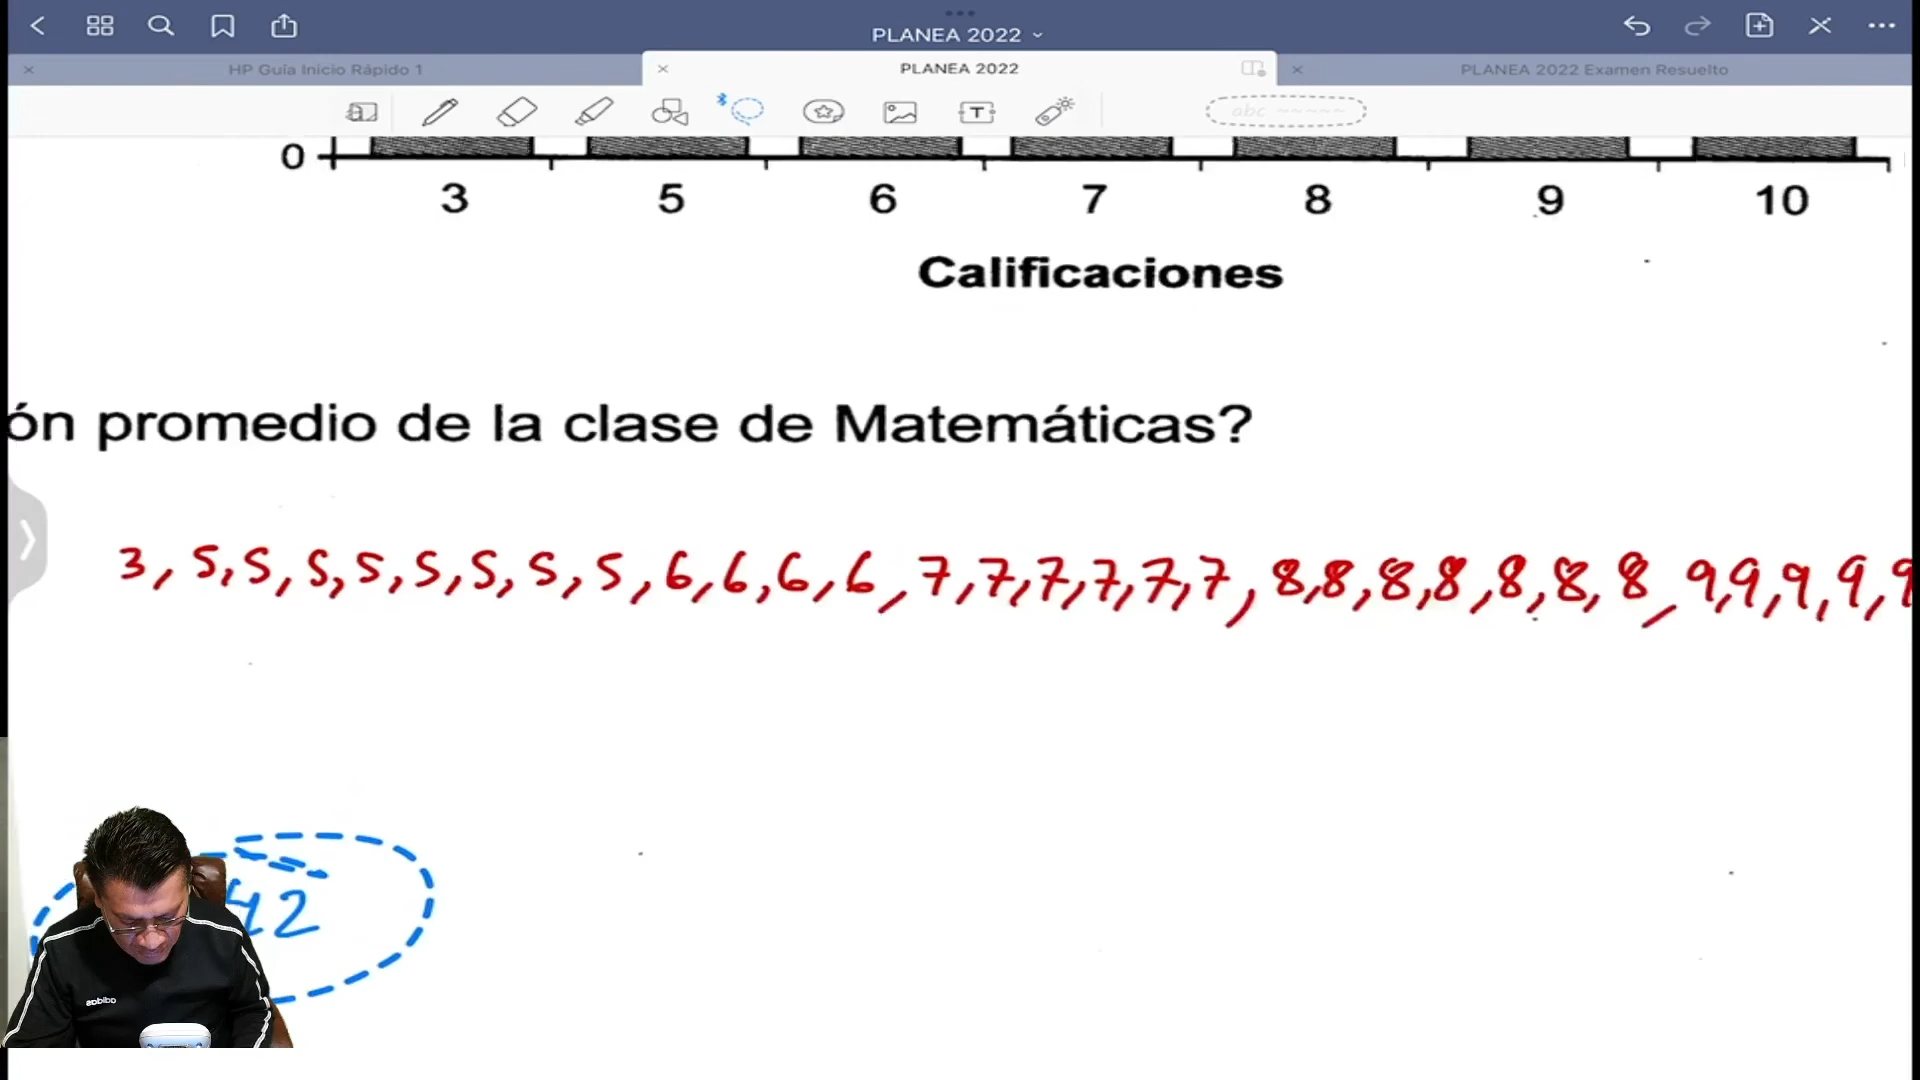 PLANEA 2022
HP Guía Inicio Rápido 1
PLANEA 2022
PLANEA 2022 Examen Resuelto
T
abc
0
3 5 6 7 8 9 10
Calificaciones
ón promedio de la clase de Matemáticas?
3, 5, 5, 5, 5, 5, 5, 5, 5, 6, 6, 6, 6, 7, 7, 7, 7, 7, 7, 8, 8, 8, 8, 8, 8, 8, 9, 9, 9, 9, 9
42
adidas